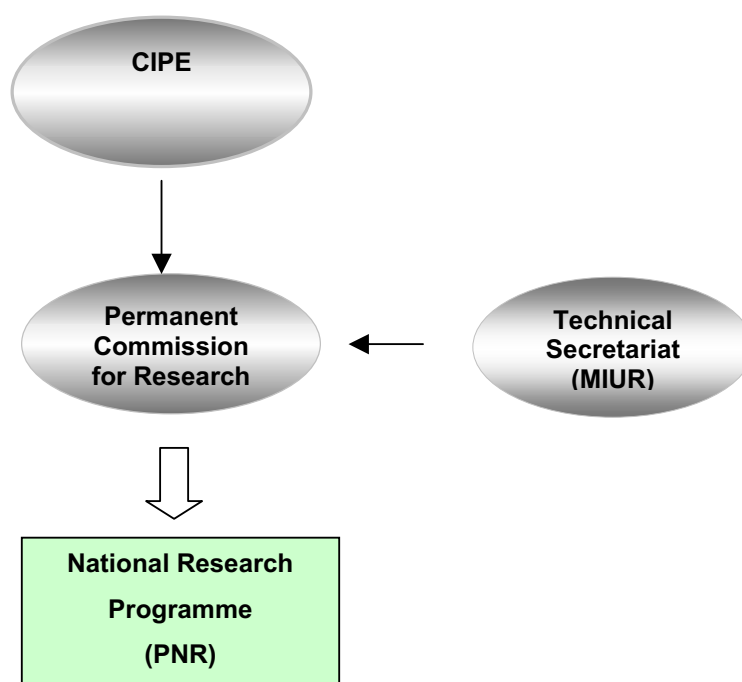 CIPE
Permanent
Commission
for Research
Technical
Secretariat
(MIUR)
National Research
Programme
(PNR)